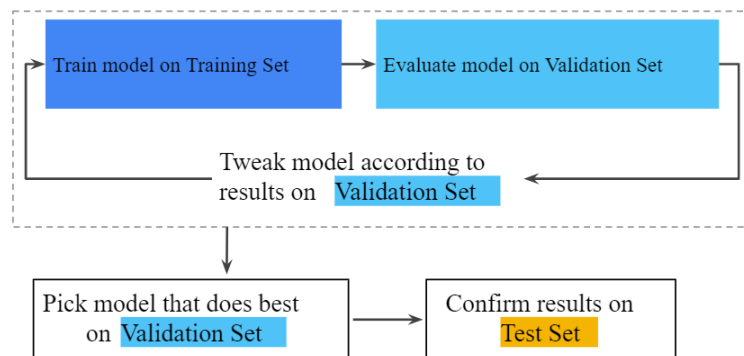 Train model on Training Set
Evaluate model on Validation Set
Tweak model according to
results on Validation Set
Pick model that does best
on Validation Set
Confirm results on
Test Set